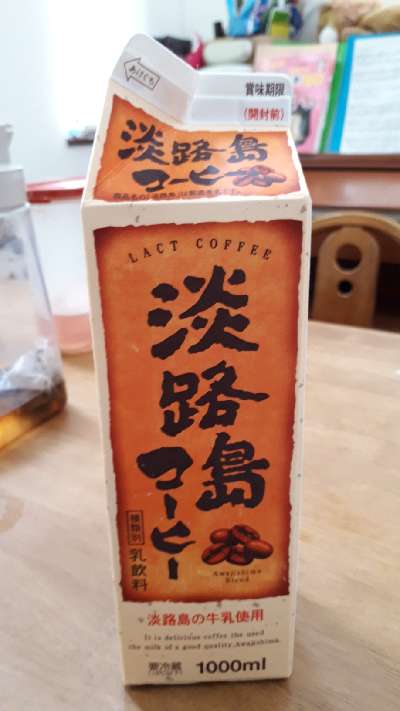 あけくち
賞味期限
(開封前)
淡路島
コーヒー
LACT COFFEE
淡路島
コーヒー
種類別
乳飲料
Awajishima
Blend
淡路島の牛乳使用
It is delicious coffee the used
the milk of a good quality,Awajishima.
要冷蔵
1000ml